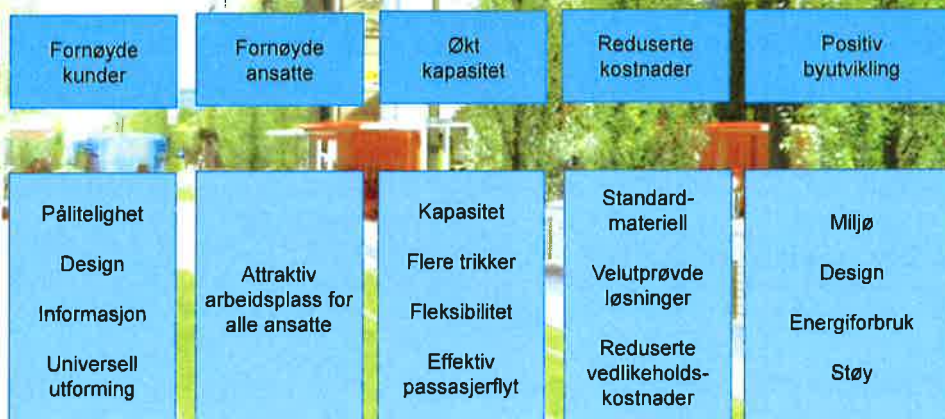 Fornøyde
kunder
Fornøyde
ansatte
Økt
kapasitet
Reduserte
kostnader
Positiv
byutvikling
Pålitelighet
Design
Informasjon
Universell
utforming
Attraktiv
arbeidsplass for
alle ansatte
Kapasitet
Flere trikker
Fleksibilitet
Effektiv
passasjerflyt
Standard-
materiell
Velutprøvde
løsninger
Reduserte
vedlikeholds-
kostnader
Miljø
Design
Energiforbruk
Støy